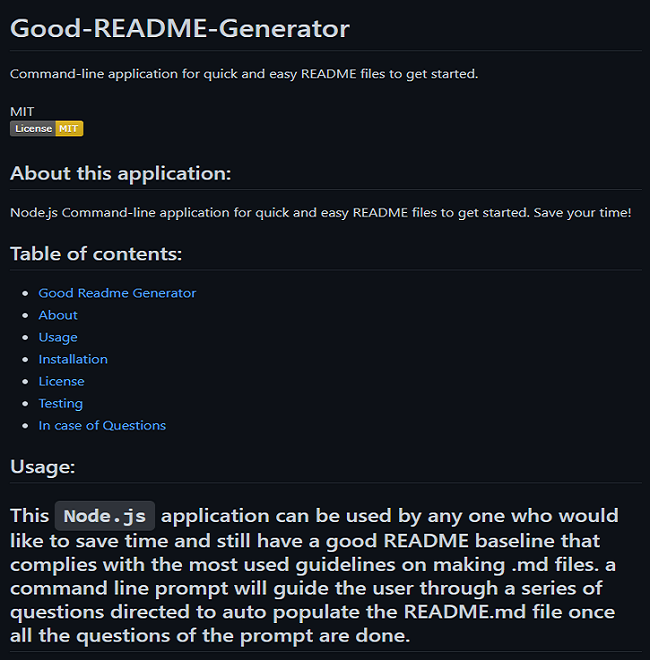 Good-README-Generator
Command-line application for quick and easy README files to get started.
MIT
License MIT
About this application:
Node.js Command-line application for quick and easy README files to get started. Save your time!
Table of contents:
Good Readme Generator
About
Usage
Installation
License
Testing
In case of Questions
Usage:
This Node.js application can be used by any one who would
like to save time and still have a good README baseline that
complies with the most used guidelines on making .md files. a
command line prompt will guide the user through a series of
questions directed to auto populate the README.md file once
all the questions of the prompt are done.